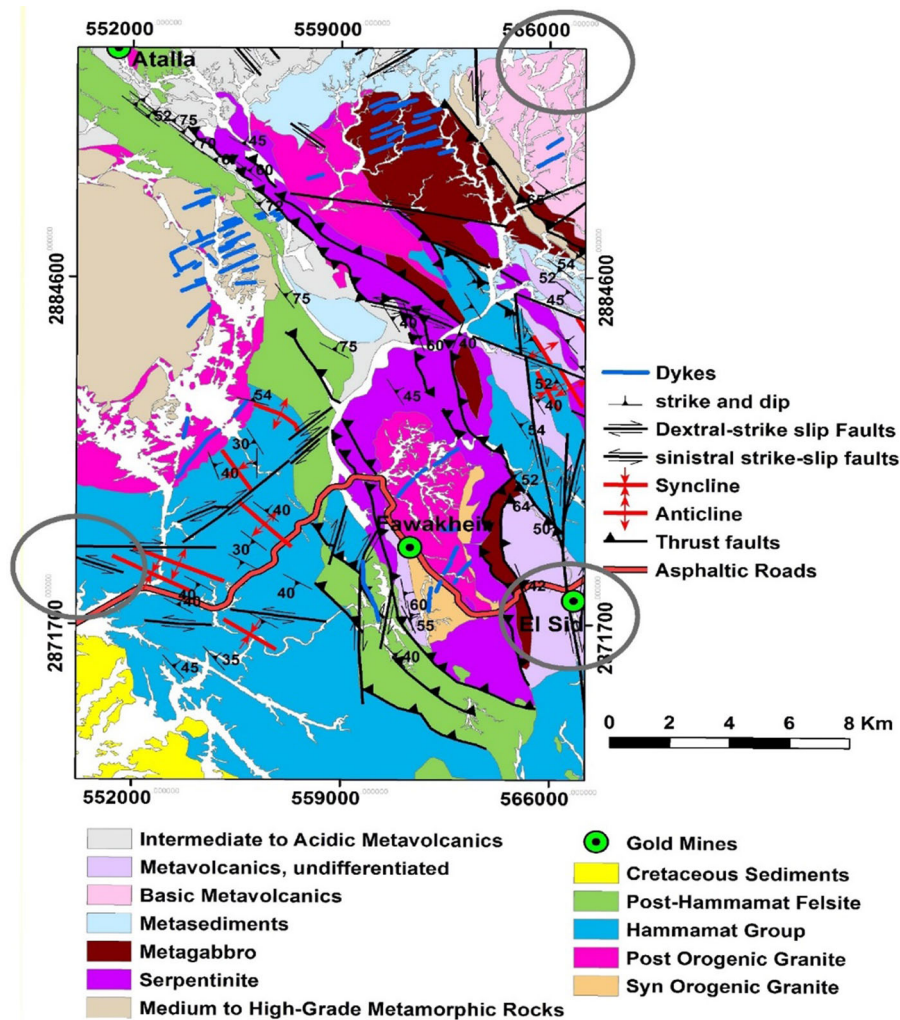 552000
559000
566000
Atalla
52
75
70
45
60
72
65
54
52
45
2884600
2884600
75
40
60
40
75
45
52
40
54
54
30
40
40
30
40
40
40
52
64
50
Fawakheir
42
60
55
El Sid
2871700
2871700
45
35
40
552000
559000
566000
Dykes
strike and dip
Dextral-strike slip Faults
sinistral strike-slip faults
Syncline
Anticline
Thrust faults
Asphaltic Roads
0 2 4 6 8 Km
Intermediate to Acidic Metavolcanics
Metavolcanics, undifferentiated
Basic Metavolcanics
Metasediments
Metagabbro
Serpentinite
Medium to High-Grade Metamorphic Rocks
Gold Mines
Cretaceous Sediments
Post-Hammamat Felsite
Hammamat Group
Post Orogenic Granite
Syn Orogenic Granite